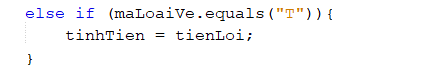 else if (maLoaiVe.equals("T")){
    tinhTien = tienLoi;
}